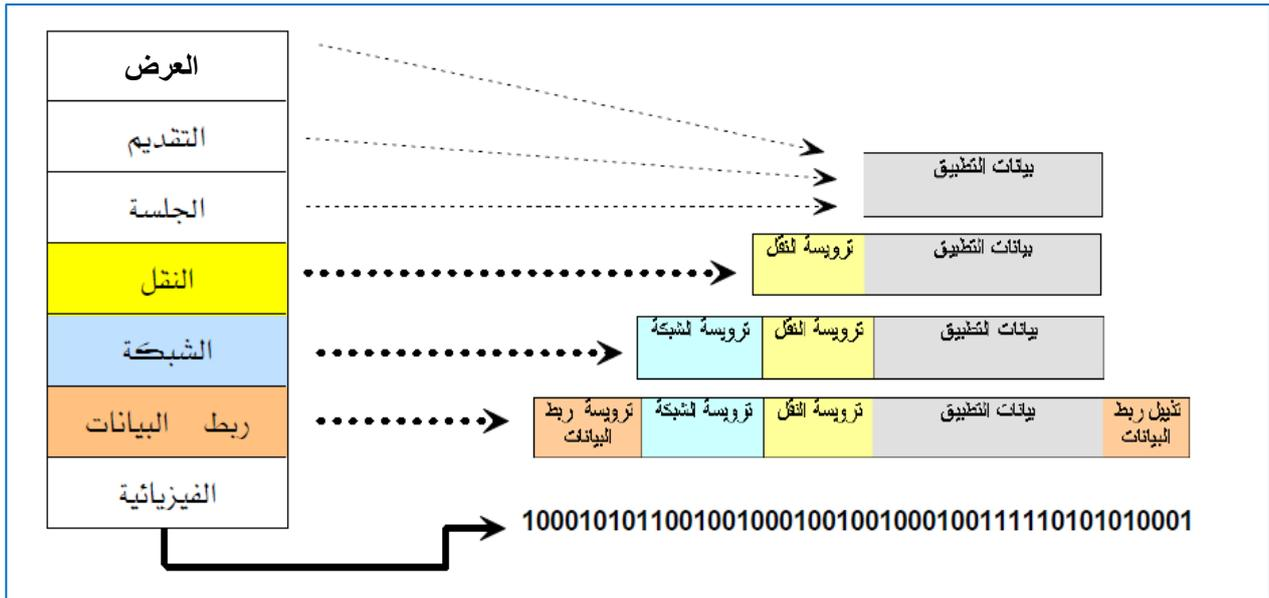 العرض
التقديم
الجلسة
النقل
الشبكة
ربط البيانات
الفيزيائية
بيانات التطبيق
ترويسة النقل
بيانات التطبيق
ترويسة الشبكة
ترويسة النقل
بيانات التطبيق
ترويسة ربط
البيانات
ترويسة الشبكة
ترويسة النقل
بيانات التطبيق
تذييل ربط
البيانات
1000101011001001000100100100010011111010101010001